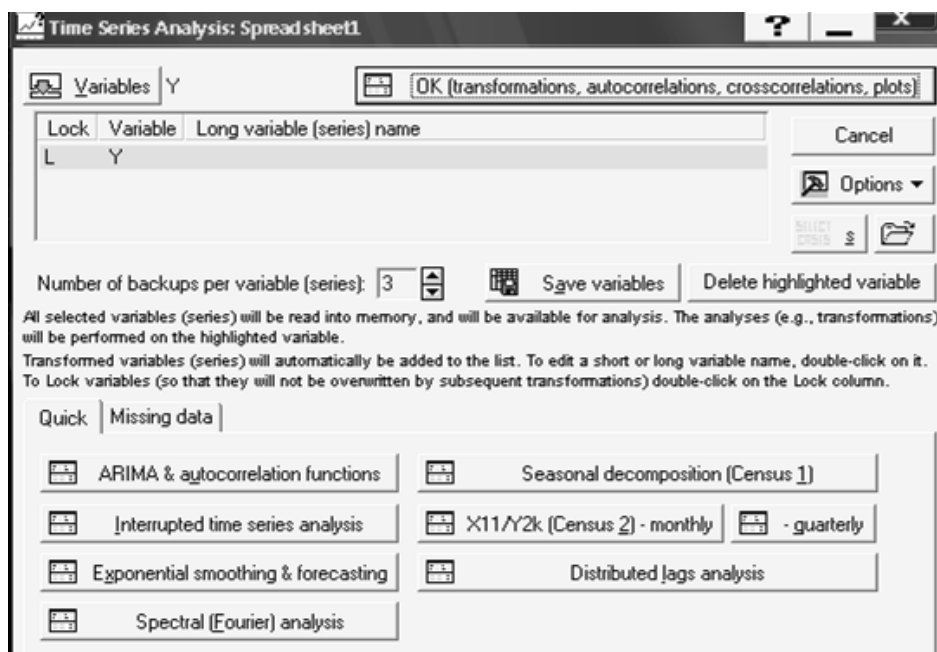 Time Series Analysis: Spreadsheet1
? _ X
Variables Y
OK (transformations, autocorrelations, crosscorrelations, plots)
Lock Variable Long variable (series) name
L Y
Cancel
Options
SELECT CASES S
Number of backups per variable (series): 3
Save variables
Delete highlighted variable
All selected variables (series) will be read into memory, and will be available for analysis. The analyses (e.g., transformations)
will be performed on the highlighted variable.
Transformed variables (series) will automatically be added to the list. To edit a short or long variable name, double-click on it.
To Lock variables (so that they will not be overwritten by subsequent transformations) double-click on the Lock column.
Quick Missing data
ARIMA & autocorrelation functions
Seasonal decomposition (Census 1)
Interrupted time series analysis
X11/Y2k (Census 2) - monthly
- guarterly
Exponential smoothing & forecasting
Distributed lags analysis
Spectral (Fourier) analysis